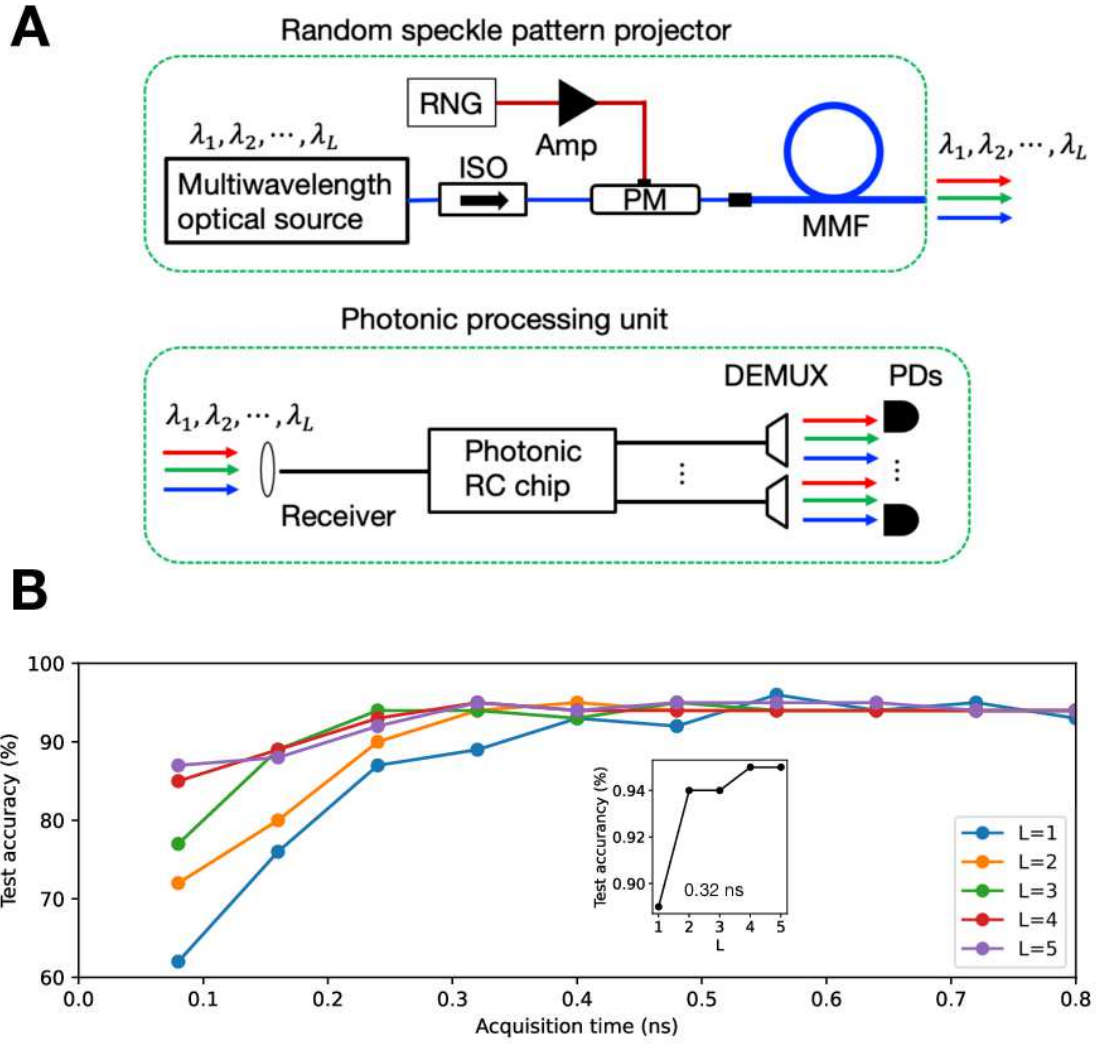 A
Random speckle pattern projector
RNG
Amp
λ₁, λ₂, ⋯, λ_L
Multiwavelength
optical source
ISO
PM
MMF
λ₁, λ₂, ⋯, λ_L
Photonic processing unit
DEMUX
PDs
λ₁, λ₂, ⋯, λ_L
Receiver
Photonic
RC chip
⋮
⋮
B
Test accuracy (%)
100
90
80
70
60
0.0 0.1 0.2 0.3 0.4 0.5 0.6 0.7 0.8
Acquisition time (ns)
Test accurancy (%)
0.94
0.92
0.90
0.32 ns
1 2 3 4 5
L
L=1
L=2
L=3
L=4
L=5